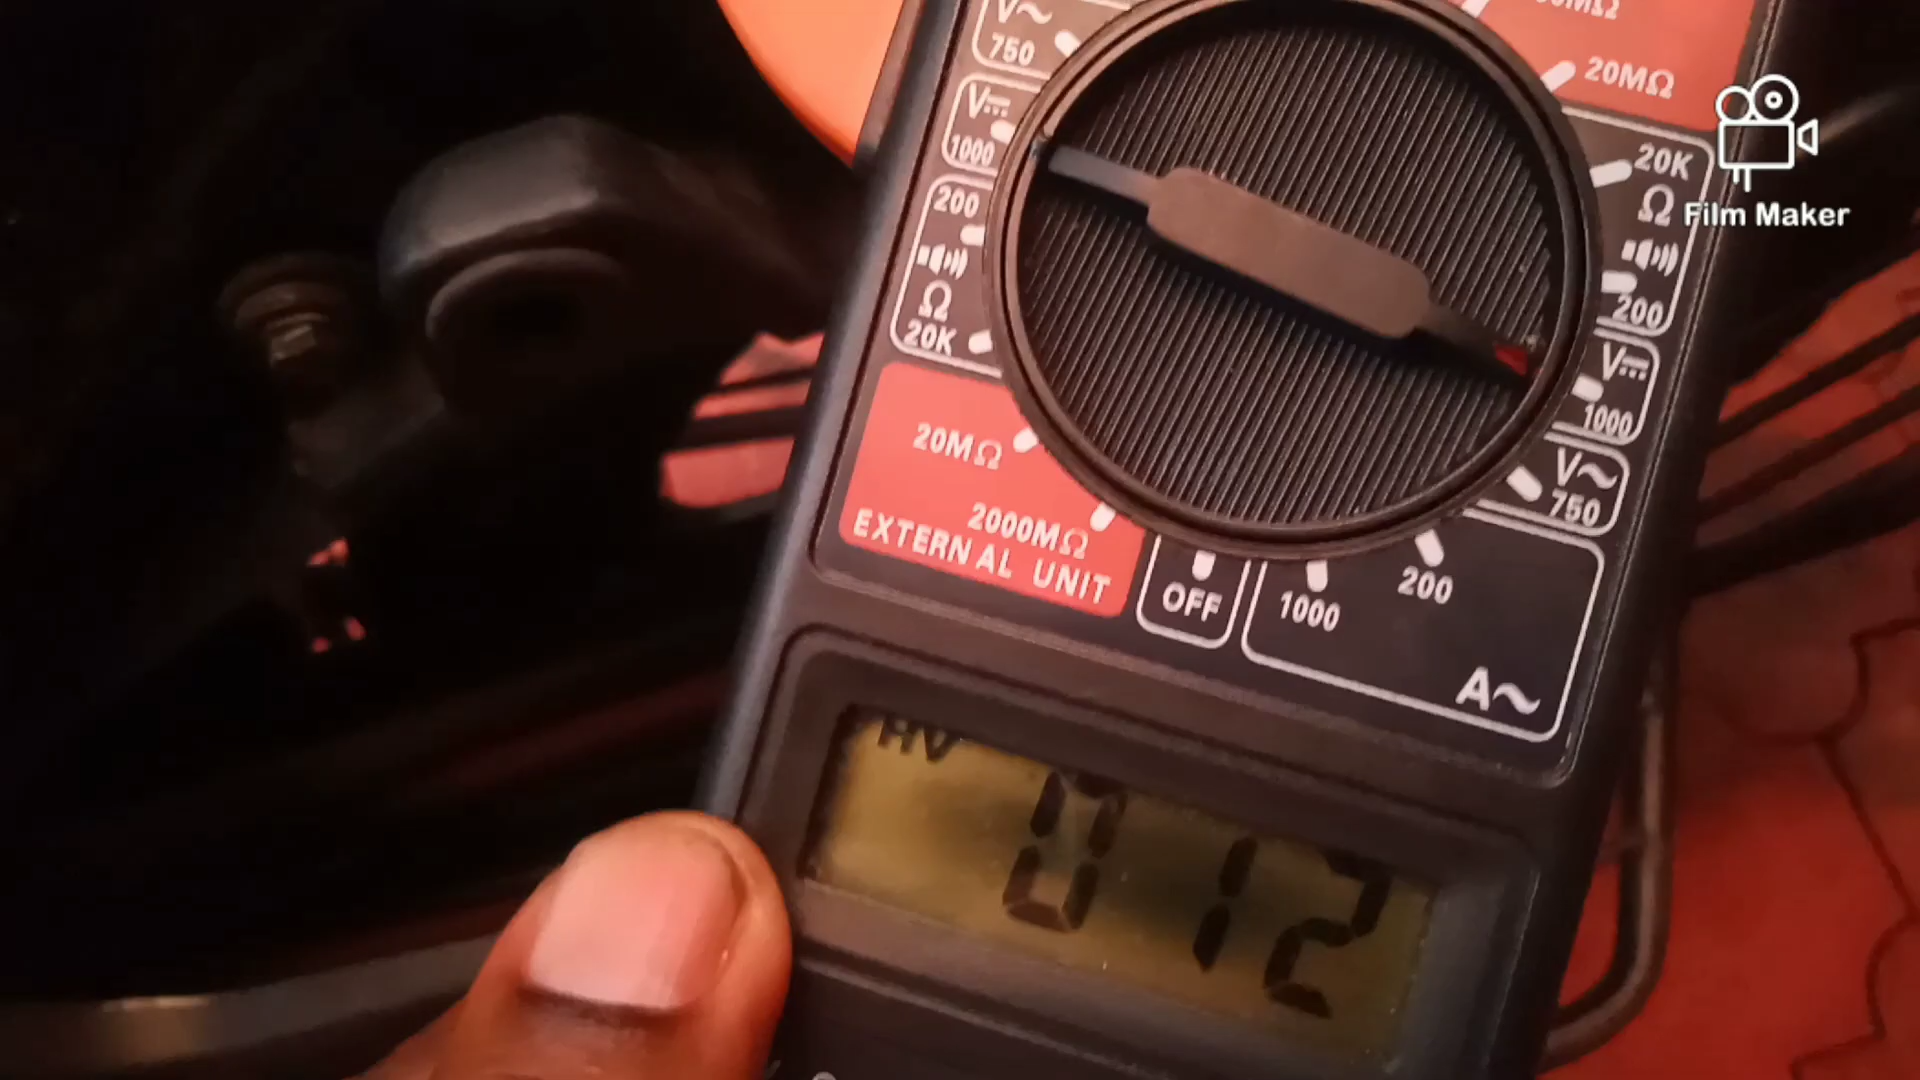 V~
750
20MΩ
V⎓
1000
20K
Ω
200
Film Maker
200
Ω
20K
V⎓
1000
20MΩ
2000MΩ
EXTERNAL UNIT
V~
750
OFF
1000
200
A~
HV
012